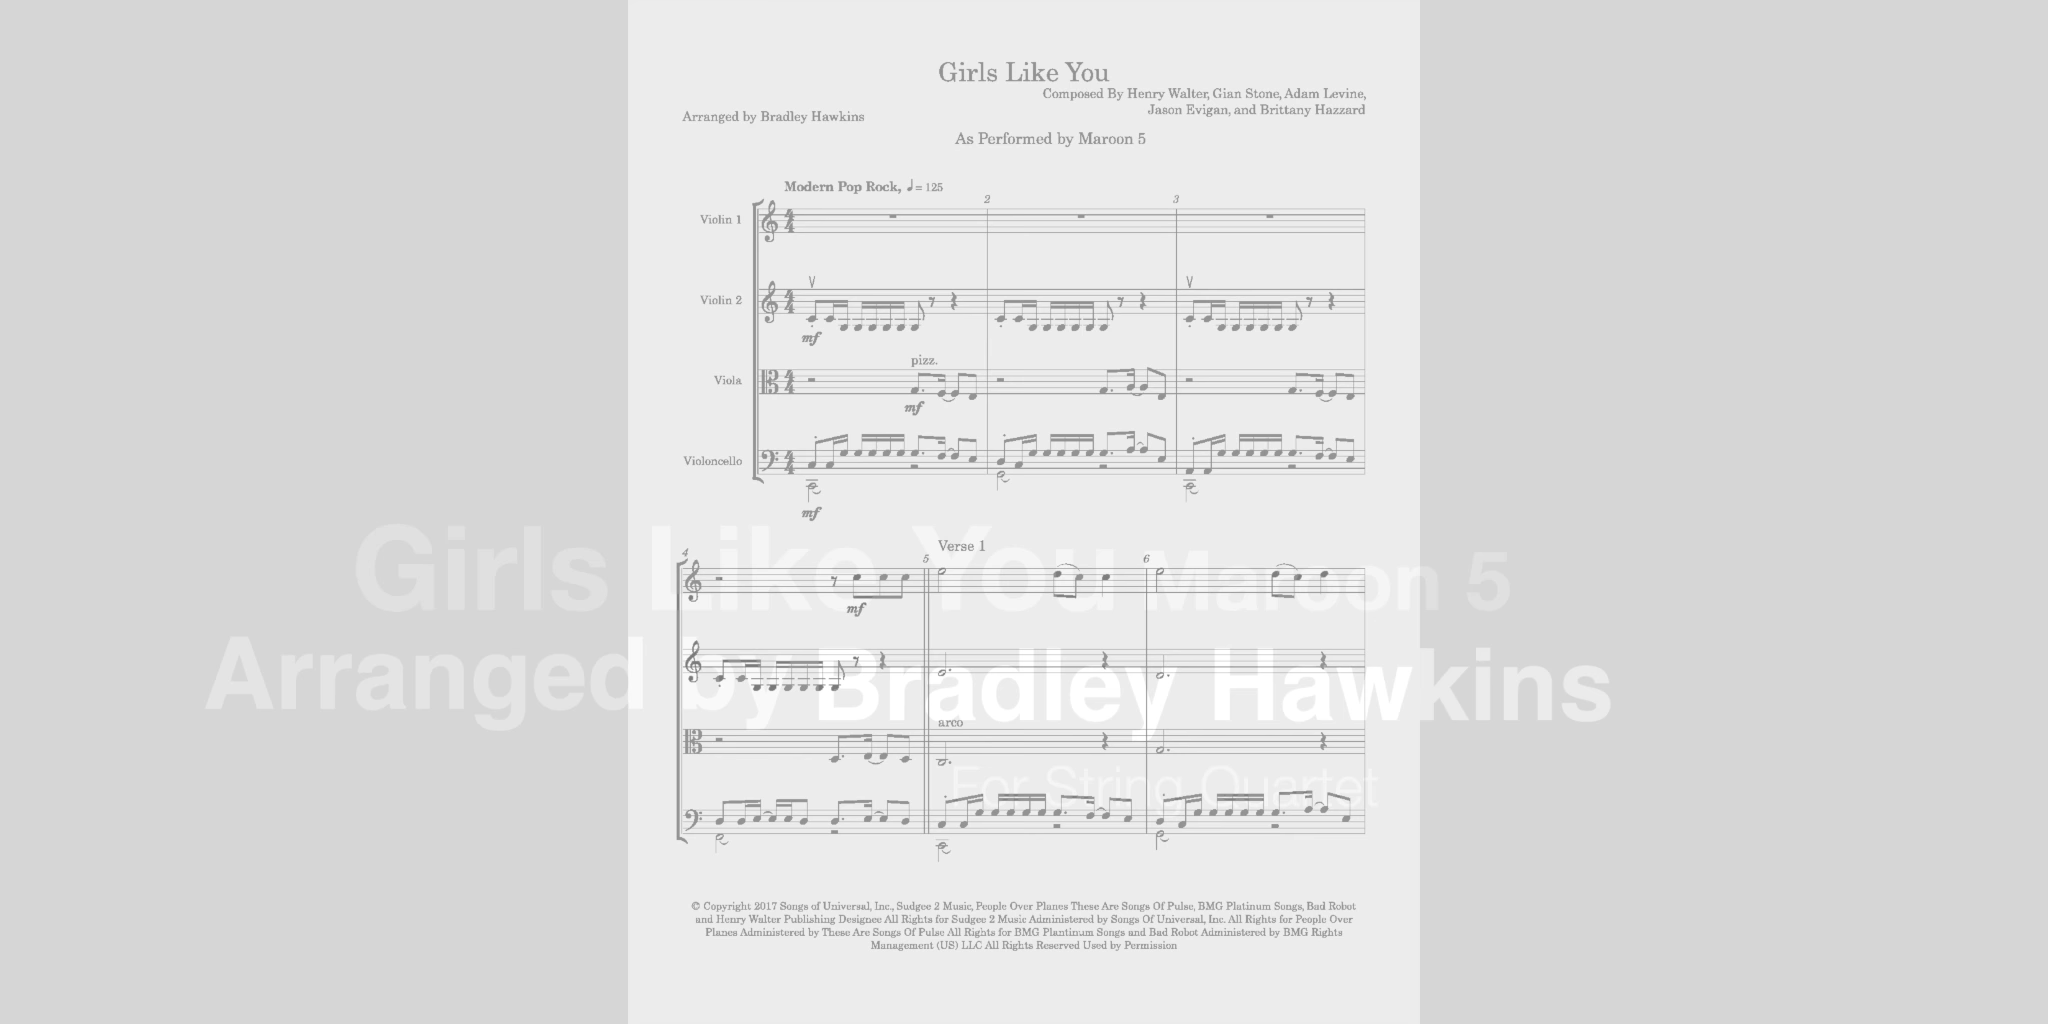 Girls Like You
Composed By Henry Walter, Gian Stone, Adam Levine,
Jason Evigan, and Brittany Hazzard
Arranged by Bradley Hawkins
As Performed by Maroon 5
Modern Pop Rock, ♩= 125
2
3
Violin 1
Violin 2
mf
pizz.
Viola
mf
Violoncello
mf
Girls Like You Maroon 5
Verse 1
4
5
6
mf
Arranged by Bradley Hawkins
arco
For String Quartet
© Copyright 2017 Songs of Universal, Inc., Sudgee 2 Music, People Over Planes These Are Songs Of Pulse, BMG Platinum Songs, Bad Robot
and Henry Walter Publishing Designee All Rights for Sudgee 2 Music Administered by Songs Of Universal, Inc. All Rights for People Over
Planes Administered by These Are Songs Of Pulse All Rights for BMG Plantinum Songs and Bad Robot Administered by BMG Rights
Management (US) LLC All Rights Reserved Used by Permission